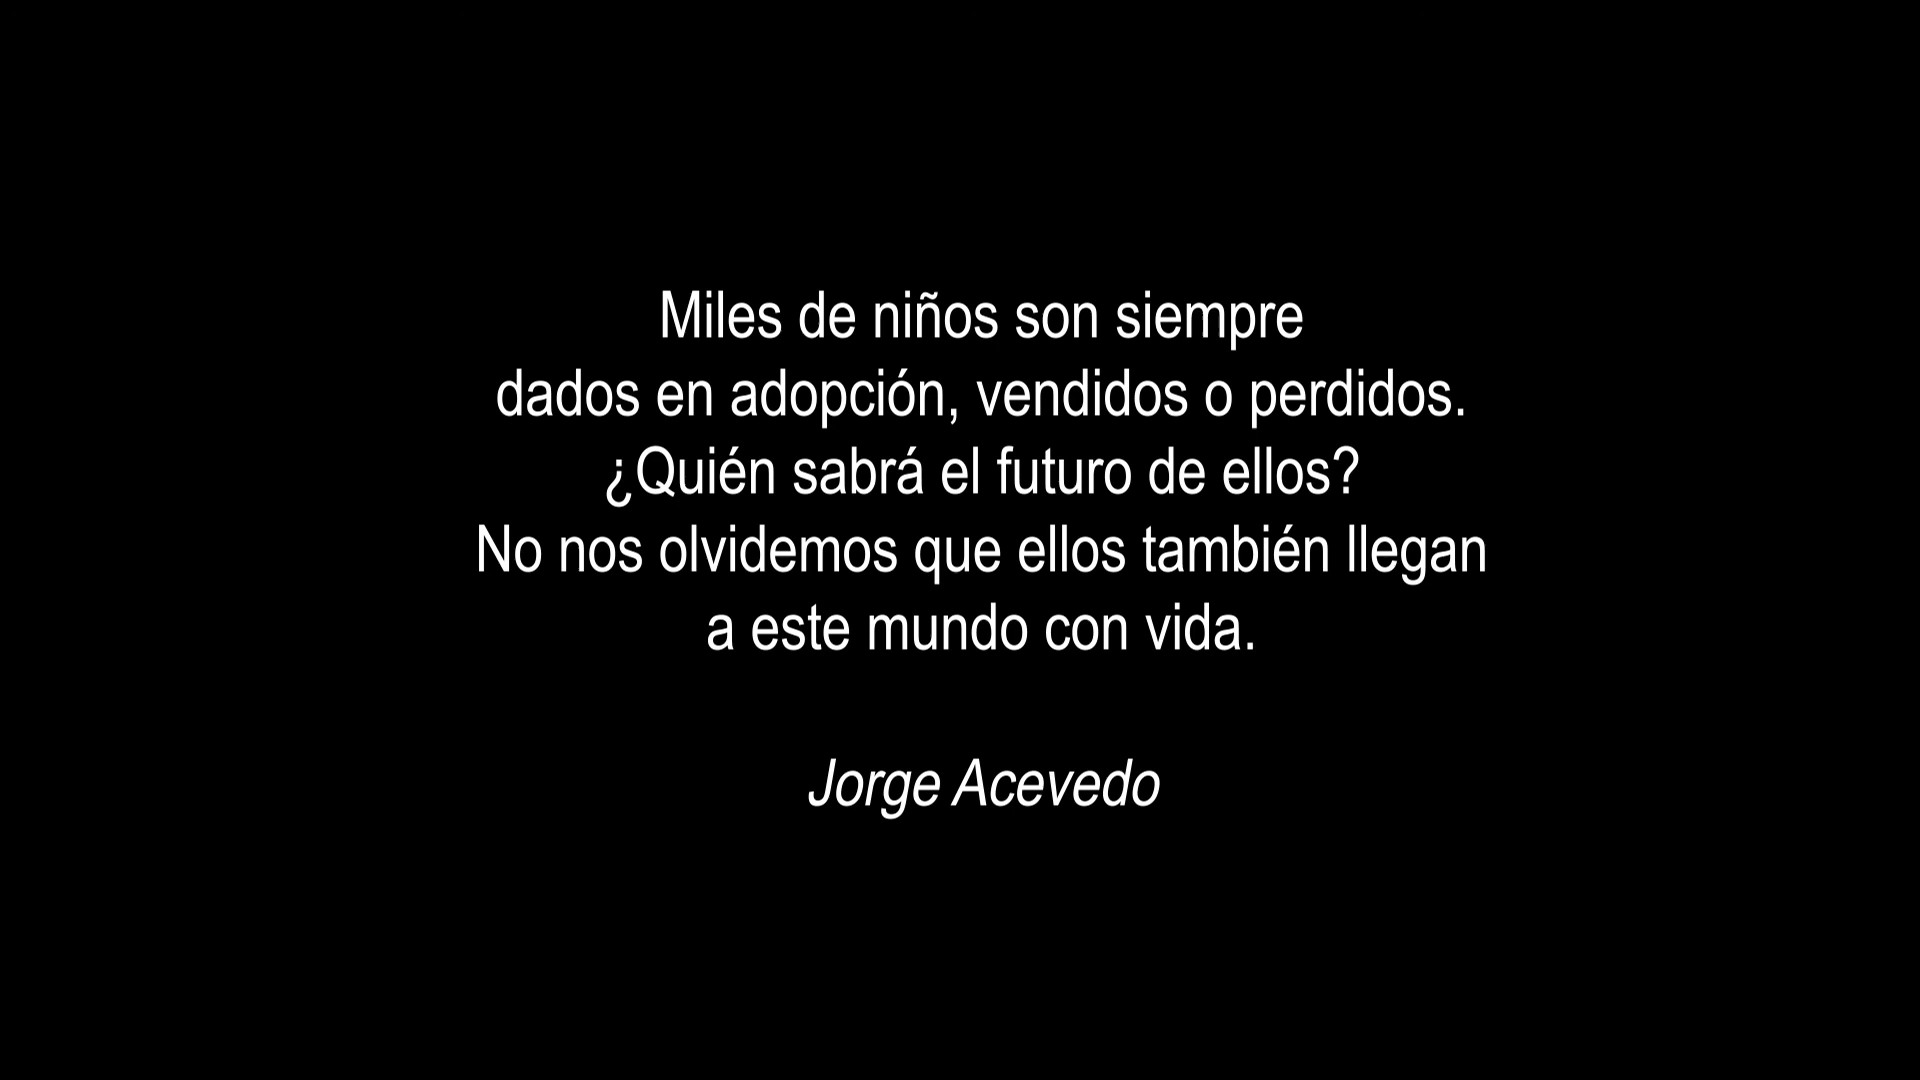 Miles de niños son siempre
dados en adopción, vendidos o perdidos.
¿Quién sabrá el futuro de ellos?
No nos olvidemos que ellos también llegan
a este mundo con vida.
Jorge Acevedo